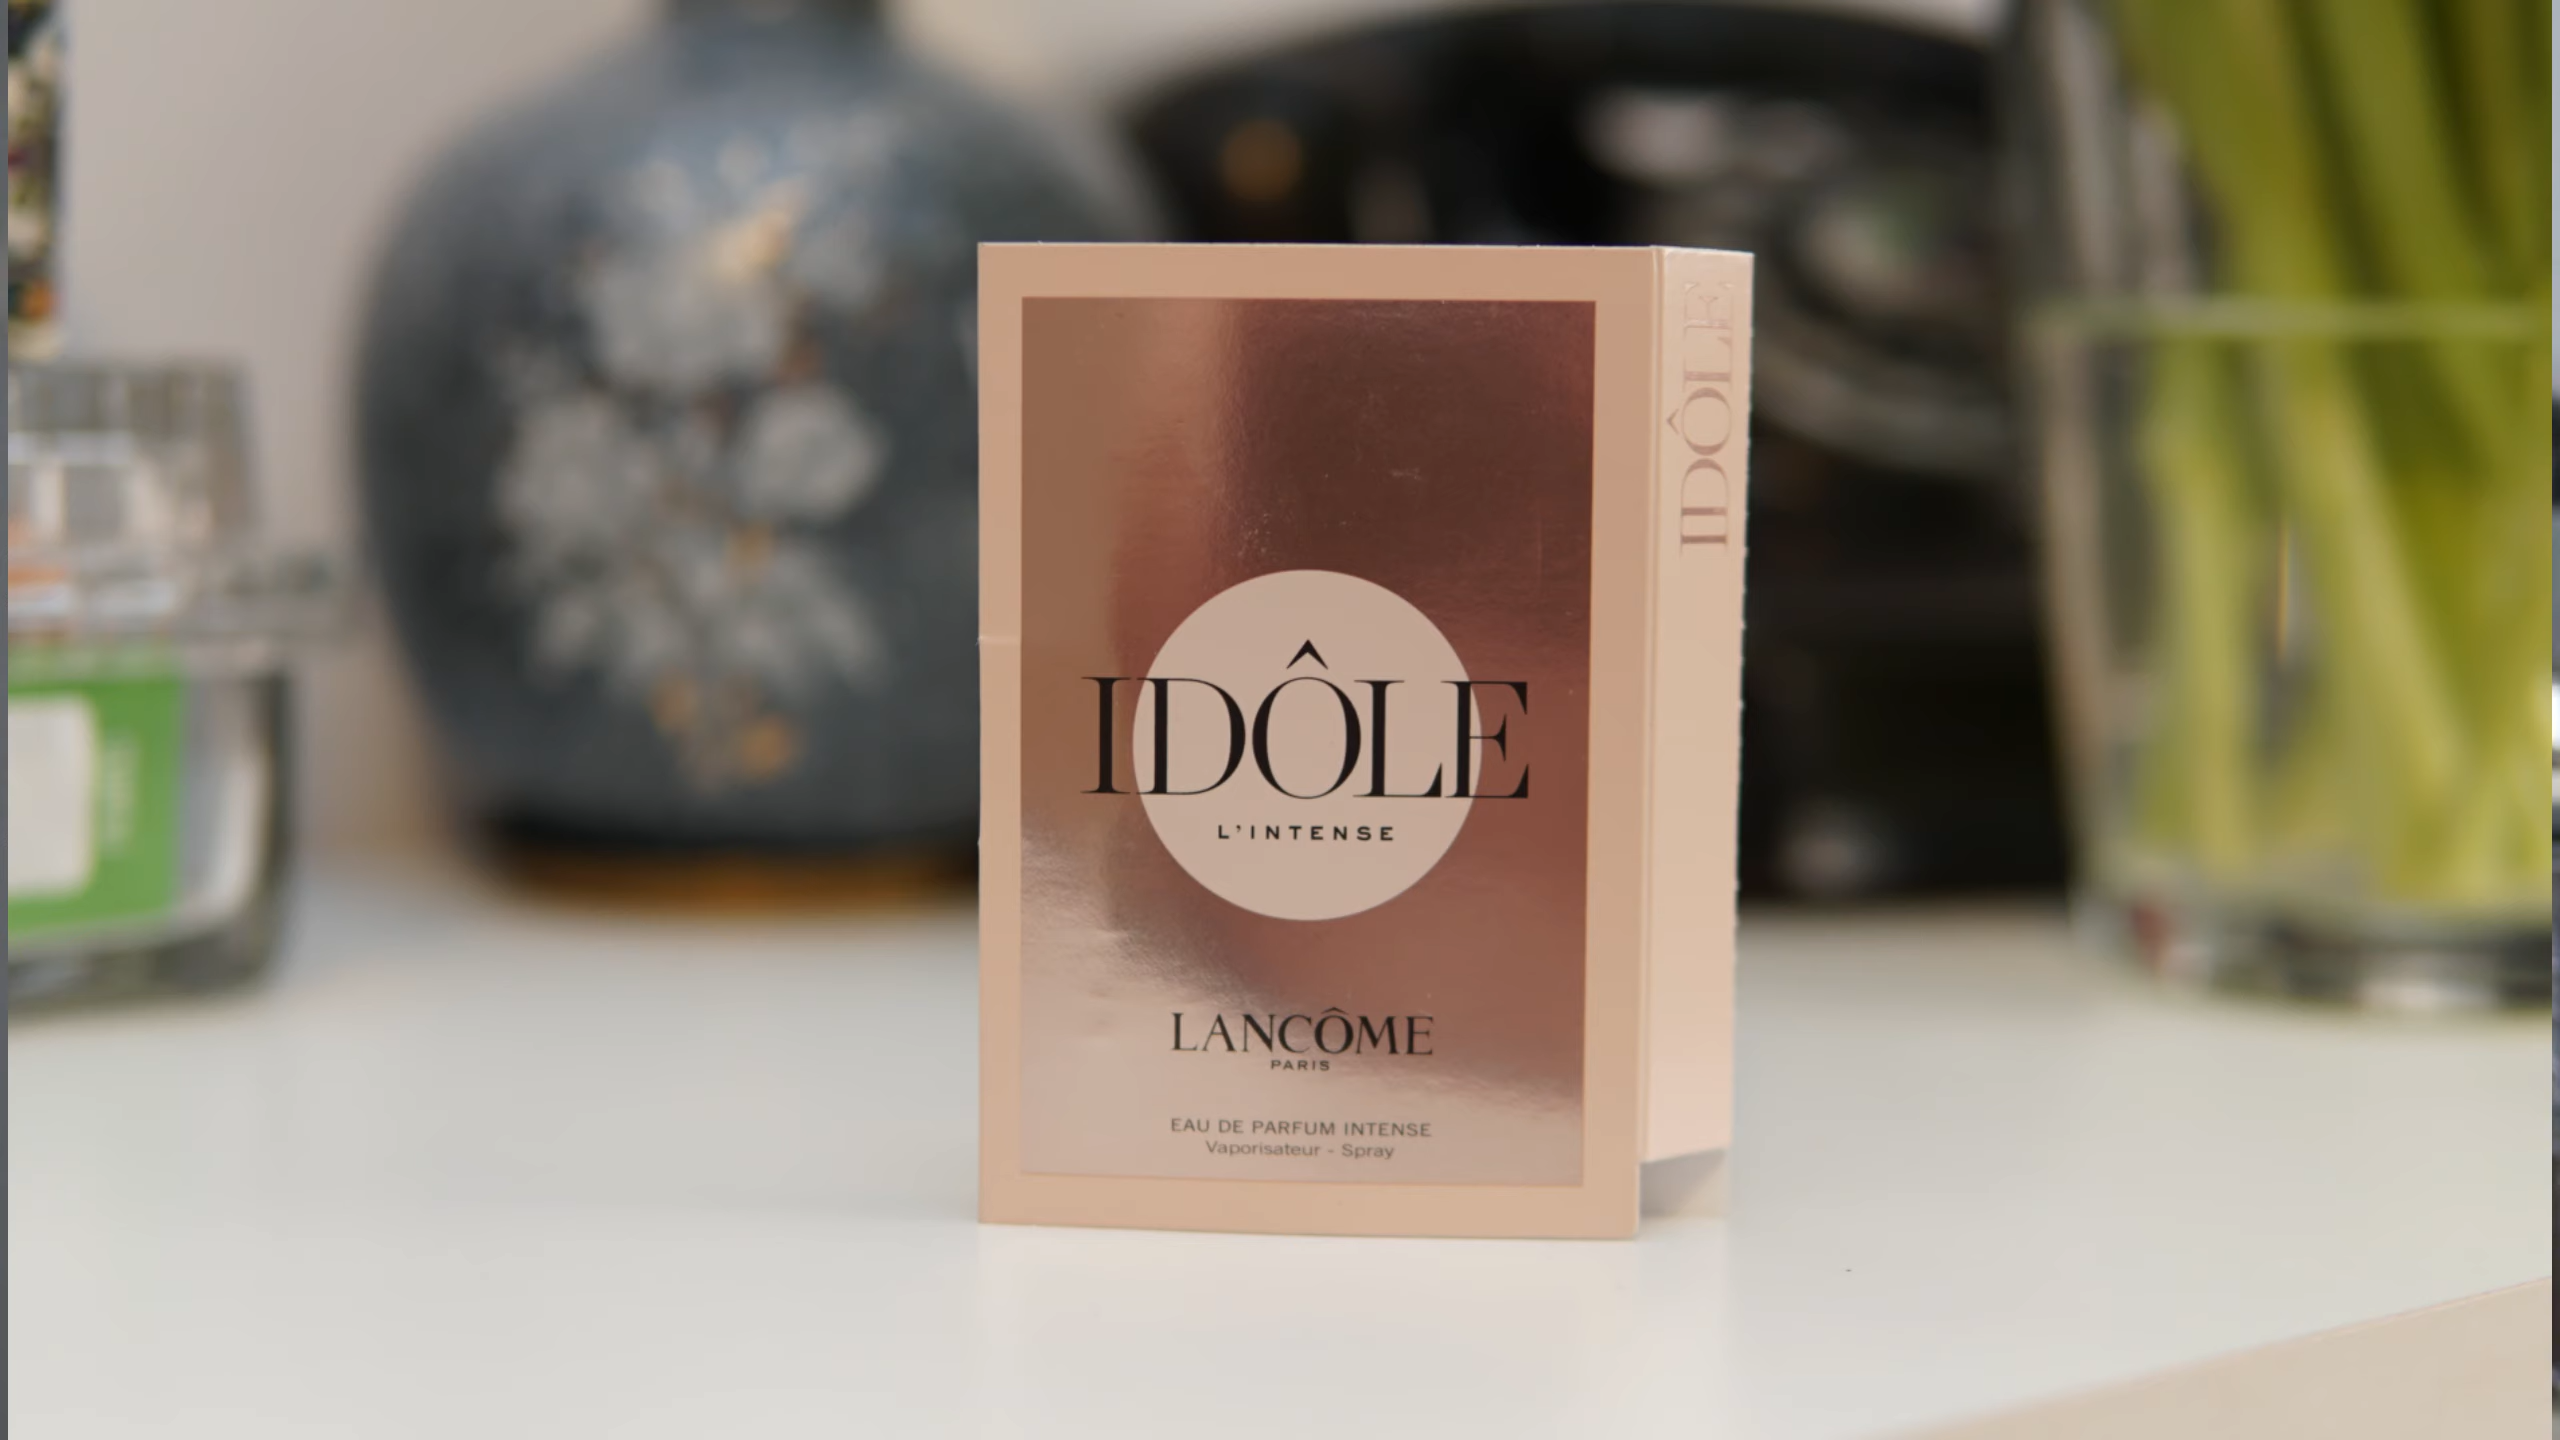 IDÔLE
L'INTENSE
LANCÔME
PARIS
EAU DE PARFUM INTENSE
Vaporisateur - Spray
IDÔLE